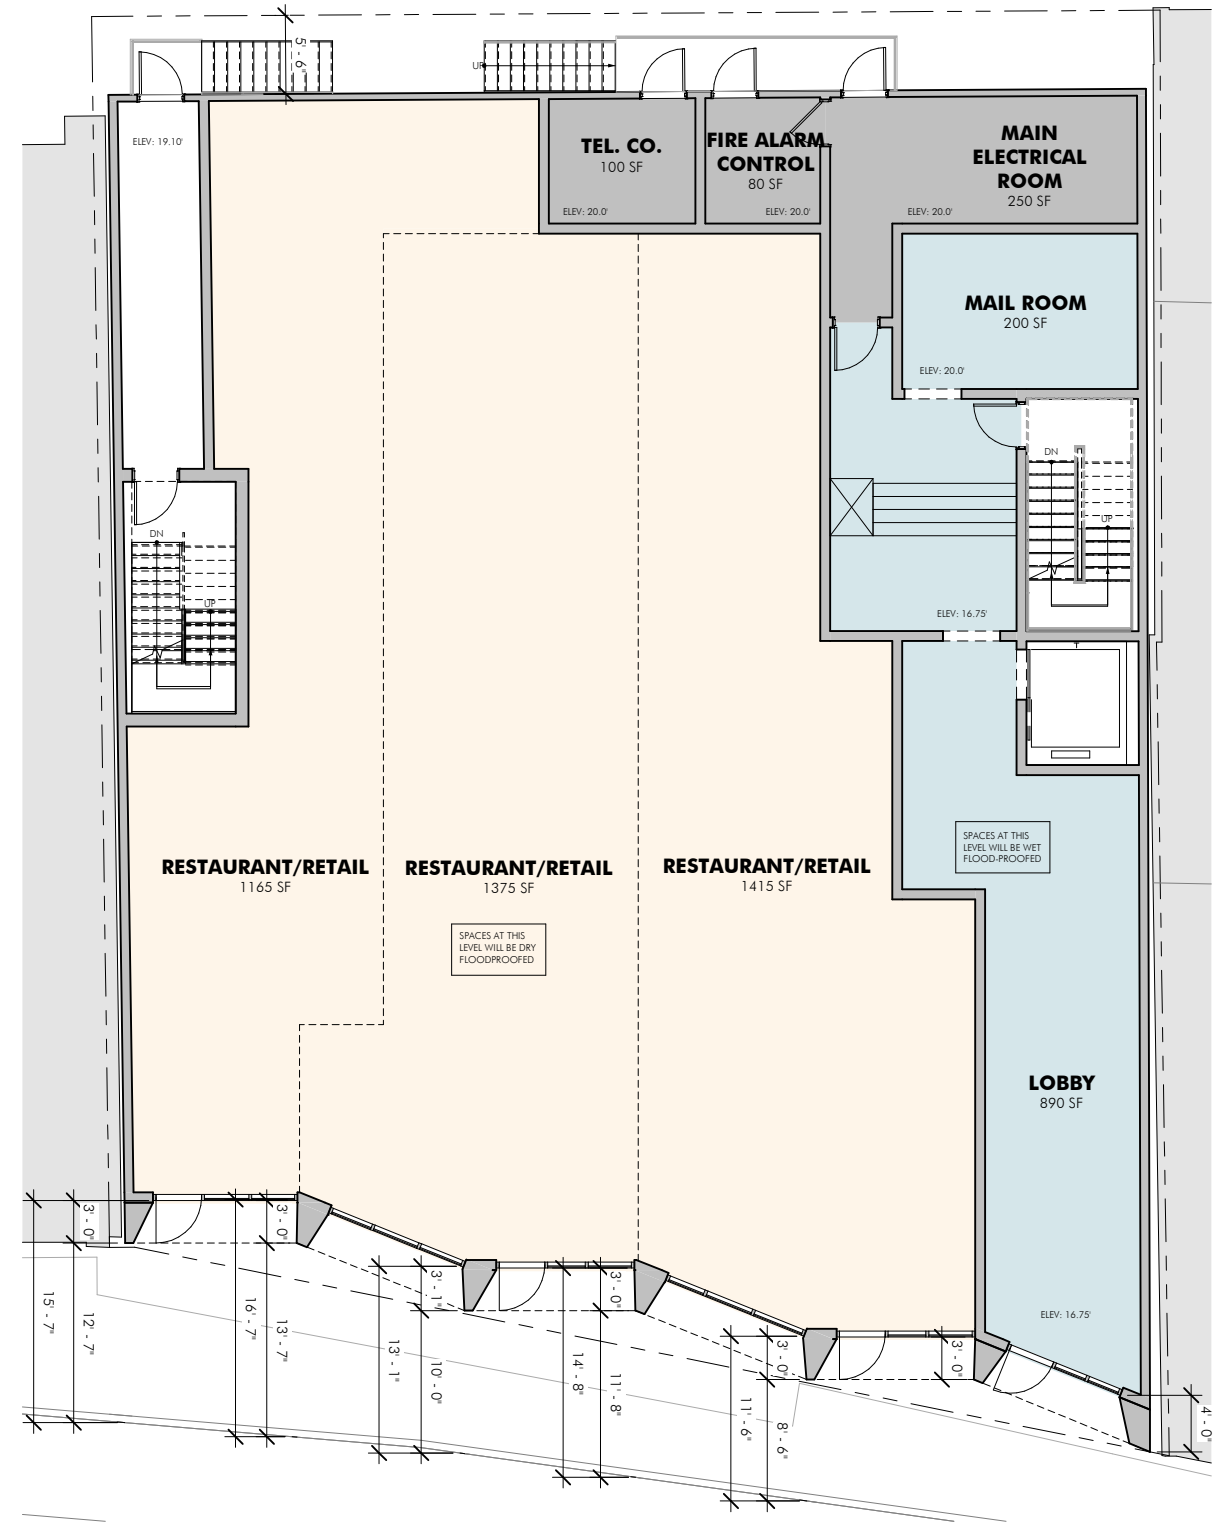 5' - 6"
UP
ELEV: 19.10'
TEL. CO.
100 SF
ELEV: 20.0'
FIRE ALARM
CONTROL
80 SF
ELEV: 20.0'
MAIN
ELECTRICAL
ROOM
250 SF
ELEV: 20.0'
MAIL ROOM
200 SF
ELEV: 20.0'
DN
UP
DN
UP
ELEV: 16.75'
SPACES AT THIS
LEVEL WILL BE WET
FLOOD-PROOFED
RESTAURANT/RETAIL
1165 SF
RESTAURANT/RETAIL
1375 SF
RESTAURANT/RETAIL
1415 SF
SPACES AT THIS
LEVEL WILL BE DRY
FLOODPROOFED
LOBBY
890 SF
ELEV: 16.75'
3' - 0"
3' - 0"
3' - 1"
3' - 0"
3' - 0"
3' - 0"
4' - 0"
15' - 7"
12' - 7"
16' - 7"
13' - 7"
13' - 1"
10' - 0"
14' - 8"
11' - 8"
11' - 6"
8' - 6"